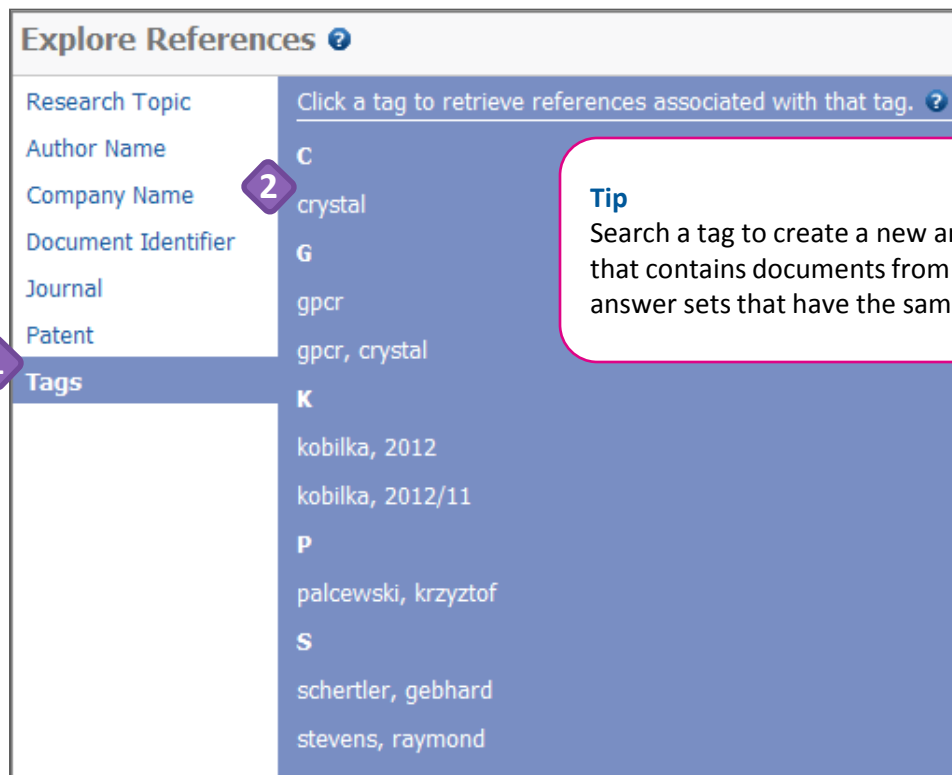 Explore References ?
Research Topic
Author Name
Company Name
Document Identifier
Journal
Patent
Tags
Click a tag to retrieve references associated with that tag. ?
C
2
crystal
G
gpcr
gpcr, crystal
K
kobilka, 2012
kobilka, 2012/11
P
palcewski, krzyztof
S
schertler, gebhard
stevens, raymond
Tip
Search a tag to create a new
that contains documents from
answer sets that have the